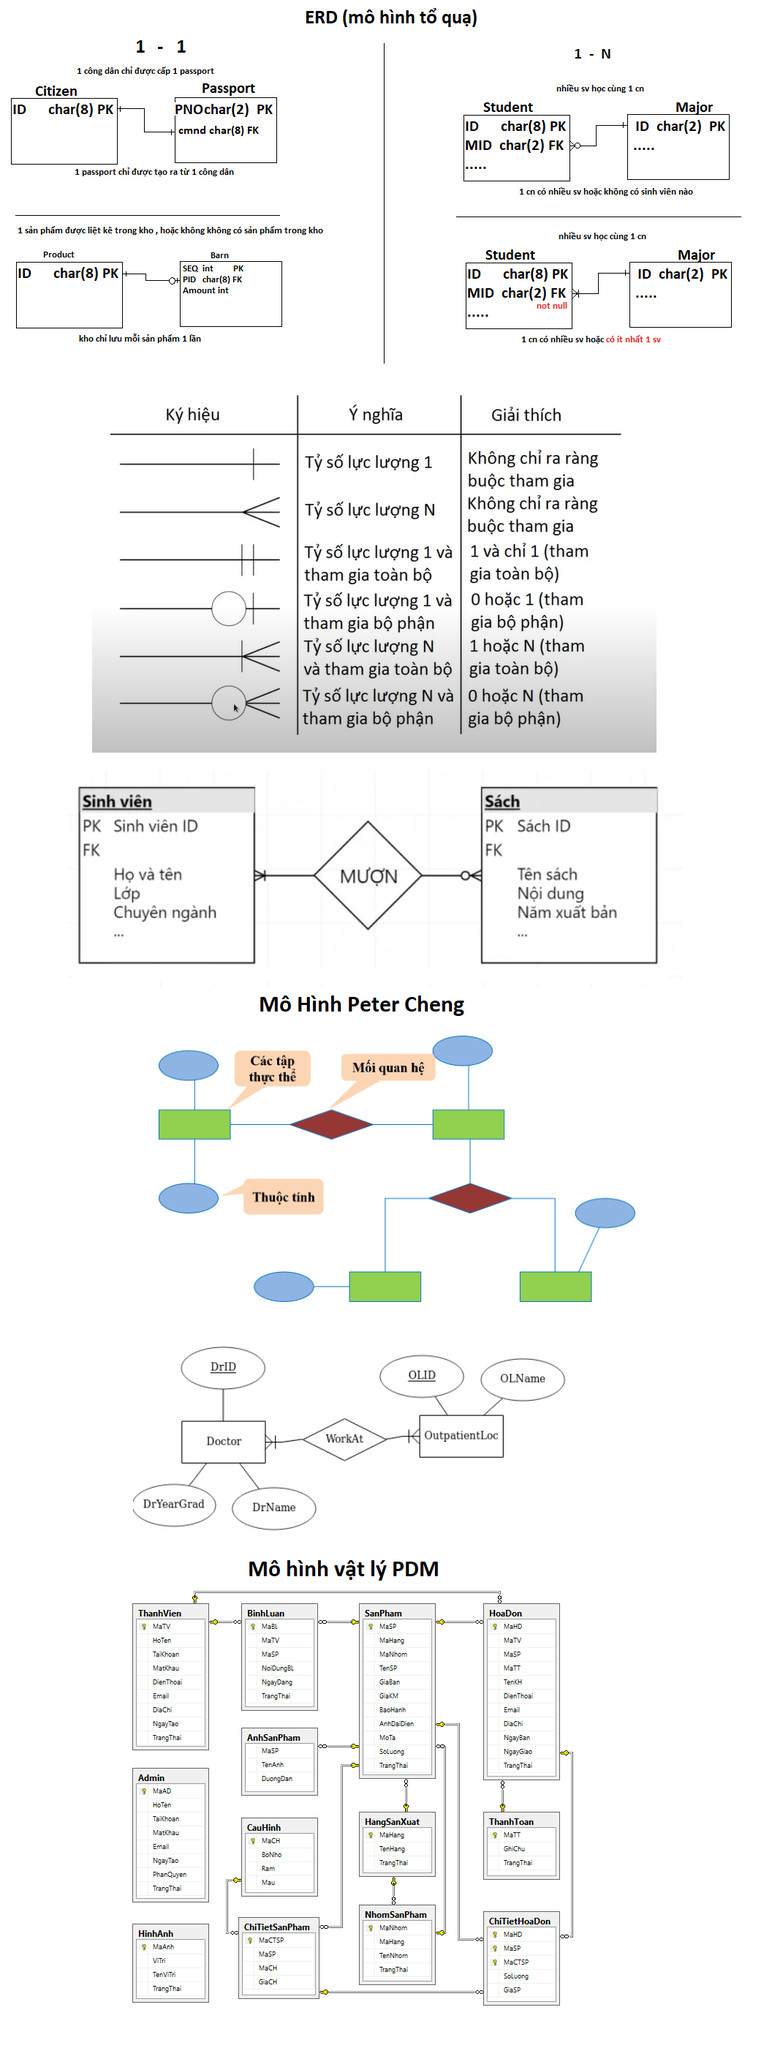 ERD (mô hình tổ quạ)
1 - 1
1 công dân chỉ được cấp 1 passport
Citizen
ID char(8) PK
Passport
PNOchar(2) PK
cmnd char(8) FK
1 passport chỉ được tạo ra từ 1 công dân
1 sản phẩm được liệt kê trong kho , hoặc không không có sản phẩm trong kho
Product
ID char(8) PK
Barn
SEQ int PK
PID char(8) FK
Amount int
kho chỉ lưu mỗi sản phẩm 1 lần
1 - N
nhiều sv học cùng 1 cn
Student
ID char(8) PK
MID char(2) FK
.....
Major
ID char(2) PK
.....
1 cn có nhiều sv hoặc không có sinh viên nào
nhiều sv học cùng 1 cn
Student
ID char(8) PK
MID char(2) FK
not null
.....
Major
ID char(2) PK
.....
1 cn có nhiều sv hoặc có ít nhất 1 sv
Ký hiệu Ý nghĩa Giải thích
Tỷ số lực lượng 1
Không chỉ ra ràng
buộc tham gia
Tỷ số lực lượng N
Không chỉ ra ràng
buộc tham gia
Tỷ số lực lượng 1 và
tham gia toàn bộ
1 và chỉ 1 (tham
gia toàn bộ)
Tỷ số lực lượng 1 và
tham gia bộ phận
0 hoặc 1 (tham
gia bộ phận)
Tỷ số lực lượng N
và tham gia toàn bộ
1 hoặc N (tham
gia toàn bộ)
Tỷ số lực lượng N và
tham gia bộ phận
0 hoặc N (tham
gia bộ phận)
Sinh viên
PK Sinh viên ID
FK
Họ và tên
Lớp
Chuyên ngành
...
MƯỢN
Sách
PK Sách ID
FK
Tên sách
Nội dung
Năm xuất bản
...
Mô Hình Peter Cheng
Các tập
thực thể
Mối quan hệ
Thuộc tính
DrID
Doctor
DrYearGrad
DrName
WorkAt
OLID
OLName
OutpatientLoc
Mô hình vật lý PDM
ThanhVien
MaTV
HoTen
TaiKhoan
MatKhau
DienThoai
Email
DiaChi
NgayTao
TrangThai
BinhLuan
MaBL
MaTV
MaSP
NoiDungBL
NgayDang
TrangThai
SanPham
MaSP
MaHang
MaNhom
TenSP
GiaBan
GiaKM
BaoHanh
AnhDaiDien
MoTa
SoLuong
TrangThai
HoaDon
MaHD
MaTV
MaSP
MaTT
TenKH
DienThoai
Email
DiaChi
NgayBan
NgayGiao
TrangThai
AnhSanPham
MaSP
TenAnh
DuongDan
Admin
MaAD
HoTen
TaiKhoan
MatKhau
Email
NgayTao
PhanQuyen
TrangThai
CauHinh
MaCH
BoNho
Ram
Mau
HangSanXuat
MaHang
TenHang
TrangThai
ThanhToan
MaTT
GhiChu
TrangThai
HinhAnh
MaAnh
ViTri
TenViTri
TrangThai
ChiTietSanPham
MaCTSP
MaSP
MaCH
GiaCH
NhomSanPham
MaNhom
MaHang
TenNhom
TrangThai
ChiTietHoaDon
MaHD
MaSP
MaCTSP
SoLuong
GiaSP